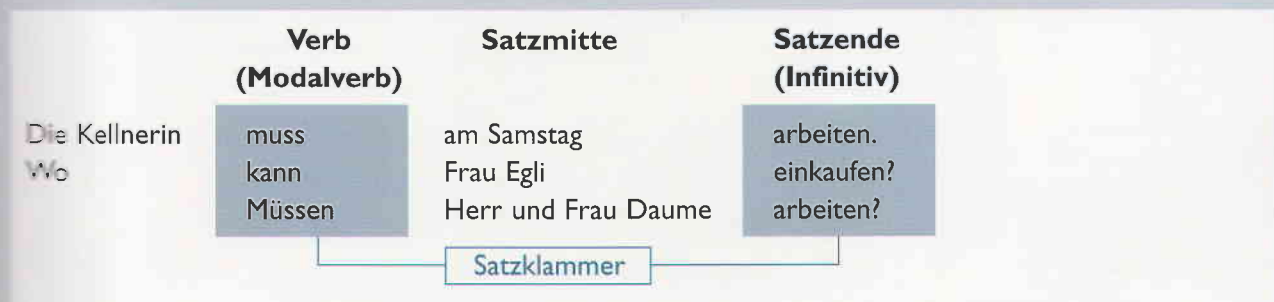 Verb Satzmitte Satzende
(Modalverb) (Infinitiv)
Die Kellnerin muss am Samstag arbeiten.
Wo kann Frau Egli einkaufen?
Müssen Herr und Frau Daume arbeiten?
Satzklammer